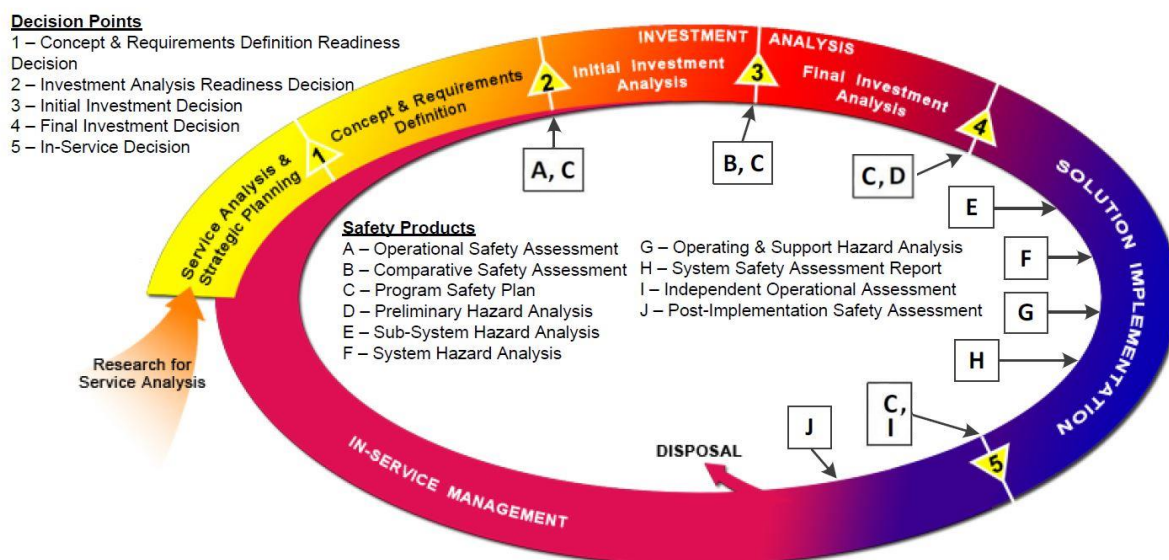 Decision Points
1 – Concept & Requirements Definition Readiness
Decision
2 – Investment Analysis Readiness Decision
3 – Initial Investment Decision
4 – Final Investment Decision
5 – In-Service Decision
Service Analysis &
Strategic Planning
1
Concept & Requirements
Definition
2
INVESTMENT ANALYSIS
Initial Investment
Analysis
3
Final Investment
Analysis
4
SOLUTION IMPLEMENTATION
A, C
B, C
C, D
E
F
G
H
C,
I
J
5
Safety Products
A – Operational Safety Assessment
B – Comparative Safety Assessment
C – Program Safety Plan
D – Preliminary Hazard Analysis
E – Sub-System Hazard Analysis
F – System Hazard Analysis
G – Operating & Support Hazard Analysis
H – System Safety Assessment Report
I – Independent Operational Assessment
J – Post-Implementation Safety Assessment
Research for
Service Analysis
IN-SERVICE MANAGEMENT
DISPOSAL